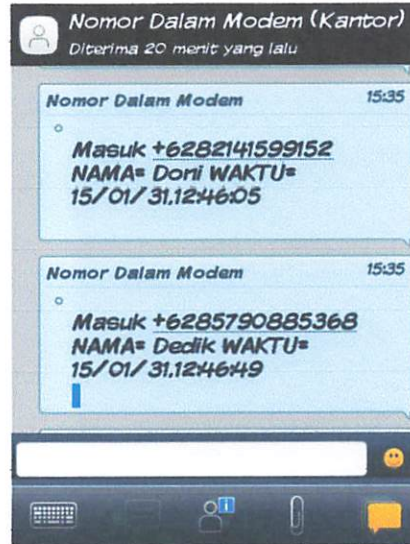 Nomor Dalam Modem (Kantor)
Diterima 20 menit yang lalu
Nomor Dalam Modem 15:35
Masuk +6282141599152
NAMA= Doni WAKTU=
15/01/31,12:46:05
Nomor Dalam Modem 15:35
Masuk +6285790885368
NAMA= Dedik WAKTU=
15/01/31,12:46:49